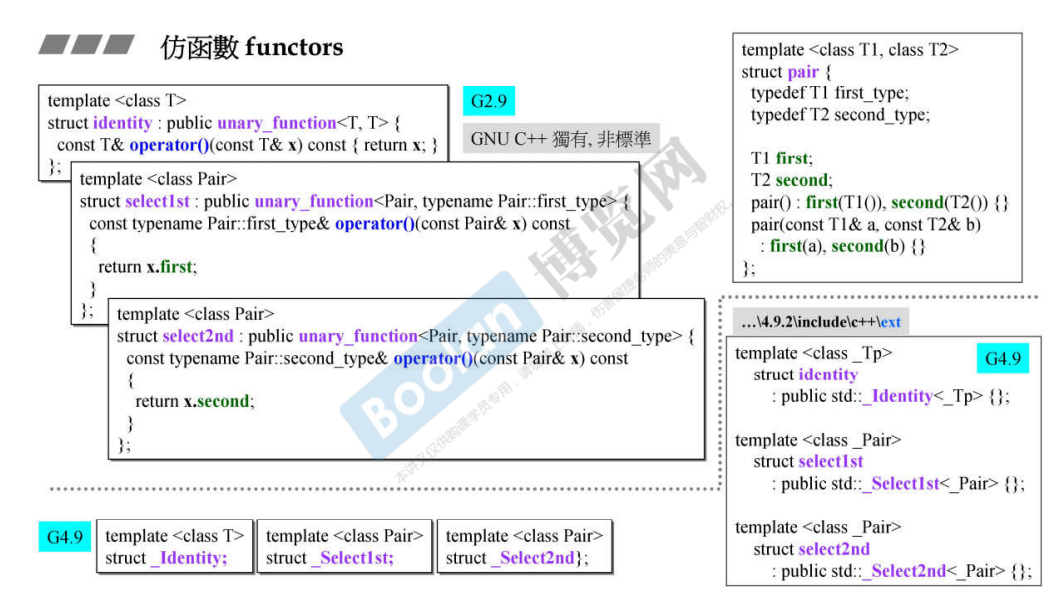 仿函數 functors
template <class T>
struct identity : public unary_function<T, T> {
const T& operator()(const T& x) const { return x; }
};
G2.9
GNU C++ 獨有, 非標準
template <class Pair>
struct select1st : public unary_function<Pair, typename Pair::first_type> {
const typename Pair::first_type& operator()(const Pair& x) const
{
return x.first;
}
};
template <class Pair>
struct select2nd : public unary_function<Pair, typename Pair::second_type> {
const typename Pair::second_type& operator()(const Pair& x) const
{
return x.second;
}
};
template <class T1, class T2>
struct pair {
typedef T1 first_type;
typedef T2 second_type;
T1 first;
T2 second;
pair() : first(T1()), second(T2()) {}
pair(const T1& a, const T2& b)
: first(a), second(b) {}
};
...\4.9.2\include\c++\ext
G4.9
template <class _Tp>
struct identity
: public std::_Identity<_Tp> {};
template <class _Pair>
struct select1st
: public std::_Select1st<_Pair> {};
template <class _Pair>
struct select2nd
: public std::_Select2nd<_Pair> {};
G4.9
template <class T>
struct _Identity;
template <class Pair>
struct _Select1st;
template <class Pair>
struct _Select2nd};
Boolan
博览网